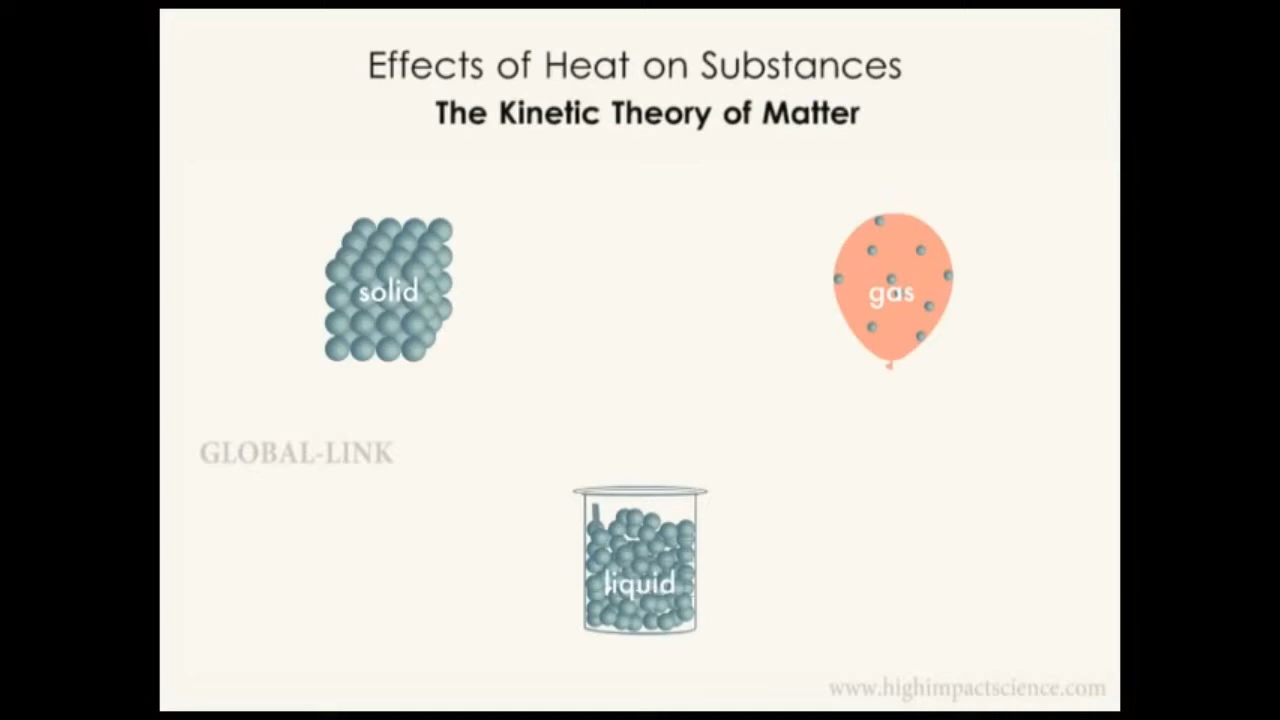 Effects of Heat on Substances
The Kinetic Theory of Matter
solid
gas
GLOBAL-LINK
liquid
www.highimpactscience.com